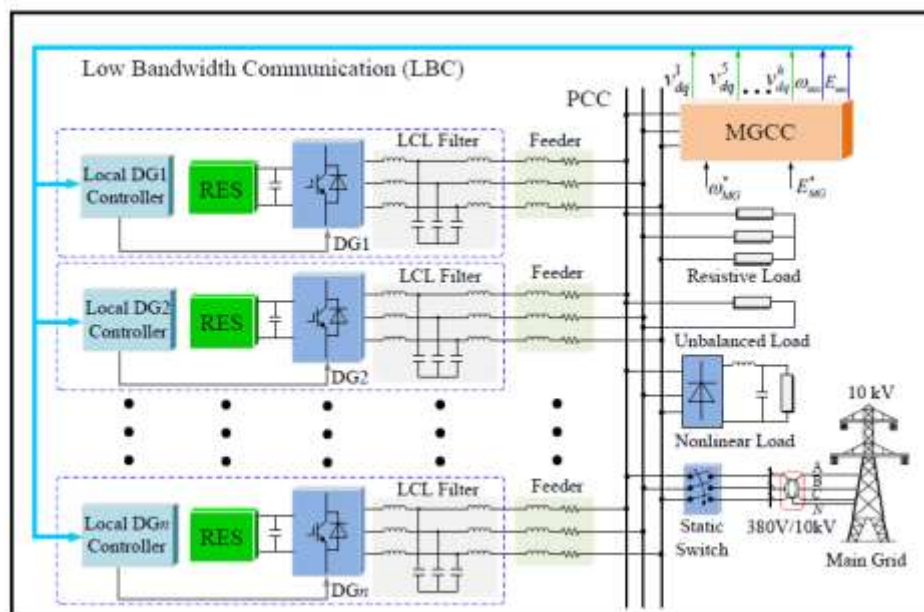 Low Bandwidth Communication (LBC)
PCC
MGCC
LCL Filter
Feeder
Local DG1
Controller
RES
DG1
Resistive Load
LCL Filter
Feeder
Local DG2
Controller
RES
DG2
Unbalanced Load
Nonlinear Load
10 kV
LCL Filter
Feeder
Local DGn
Controller
RES
DGn
A
B
C
N
Static
Switch
380V/10kV
Main Grid